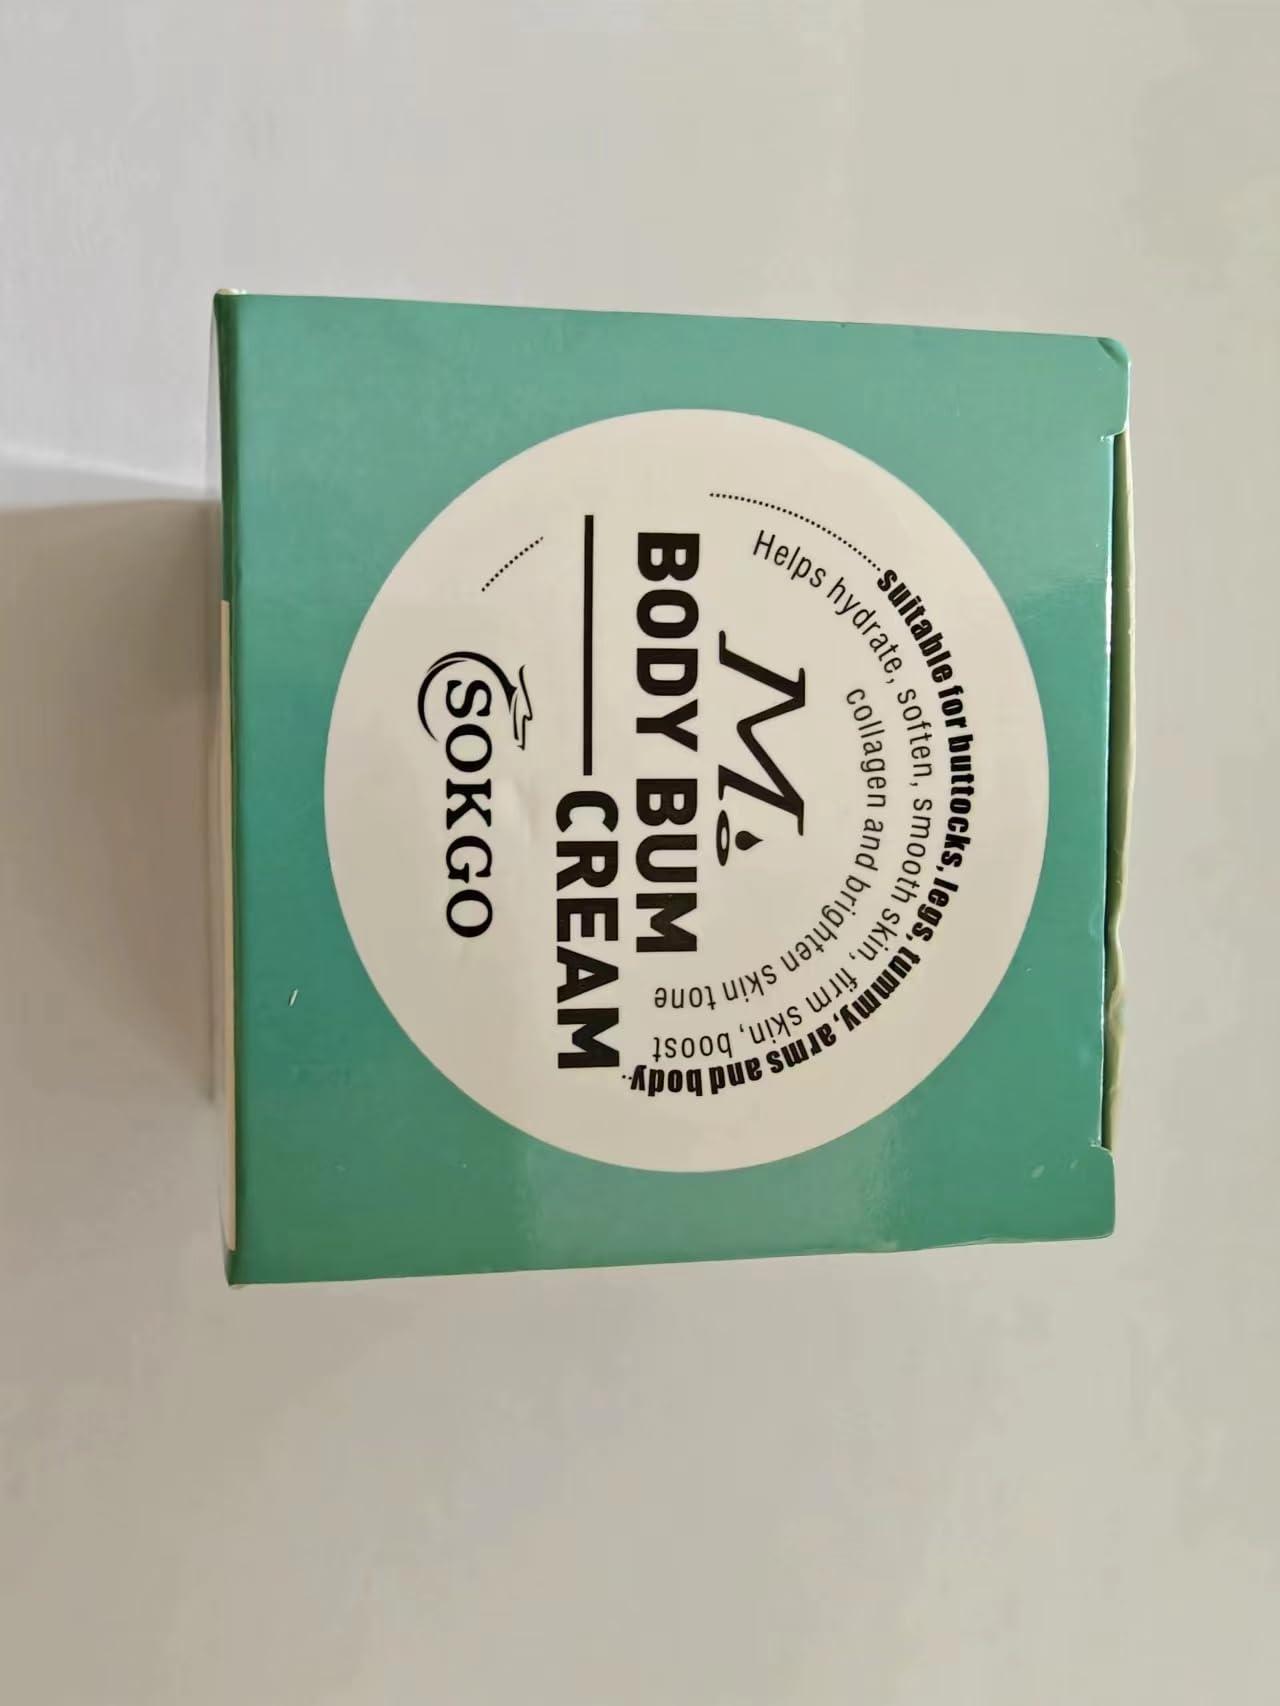 suitable for buttocks, legs, tummy, arms and body
Helps hydrate, soften, smooth skin, firm skin, boost
collagen and brighten skin tone
M
BODY BUM
CREAM
SOKGO